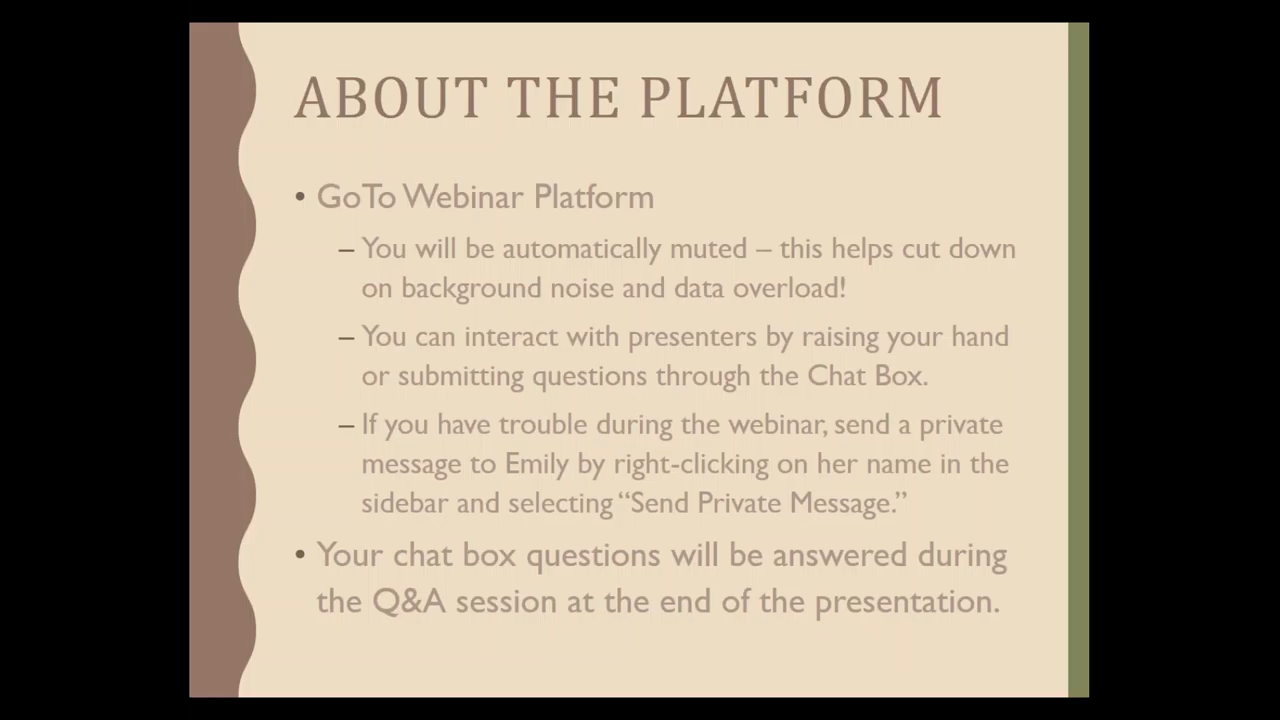 ABOUT THE PLATFORM
• GoTo Webinar Platform
– You will be automatically muted – this helps cut down
on background noise and data overload!
– You can interact with presenters by raising your hand
or submitting questions through the Chat Box.
– If you have trouble during the webinar, send a private
message to Emily by right-clicking on her name in the
sidebar and selecting “Send Private Message.”
• Your chat box questions will be answered during
the Q&A session at the end of the presentation.